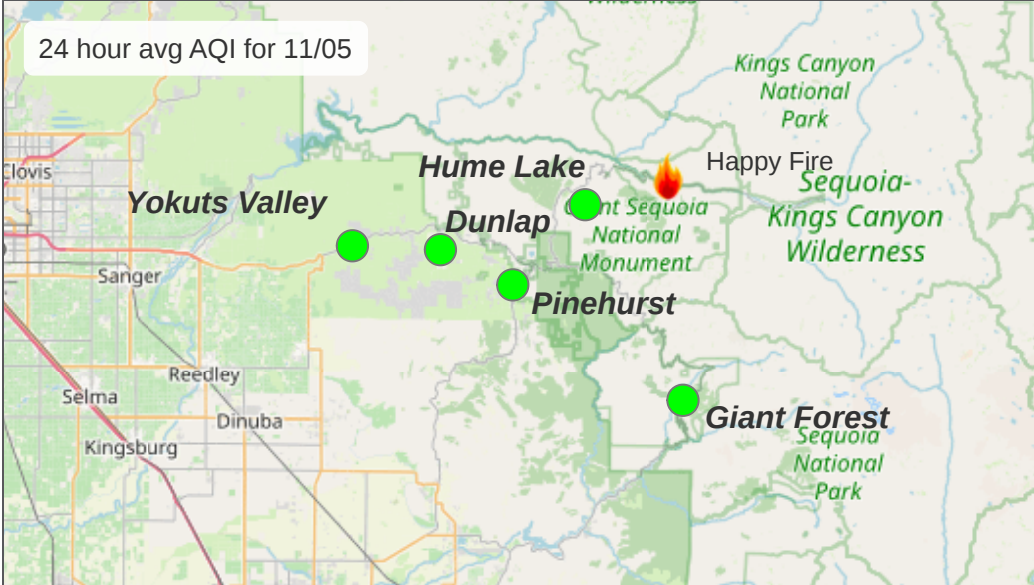 Wilderness
24 hour avg AQI for 11/05
Kings Canyon
National
Park
Clovis
Hume Lake
Happy Fire
Sequoia-
Kings Canyon
Wilderness
Yokuts Valley
Dunlap
Giant Sequoia
National
Monument
Sanger
Pinehurst
Reedley
Selma
Dinuba
Giant Forest
Kingsburg
Sequoia
National
Park